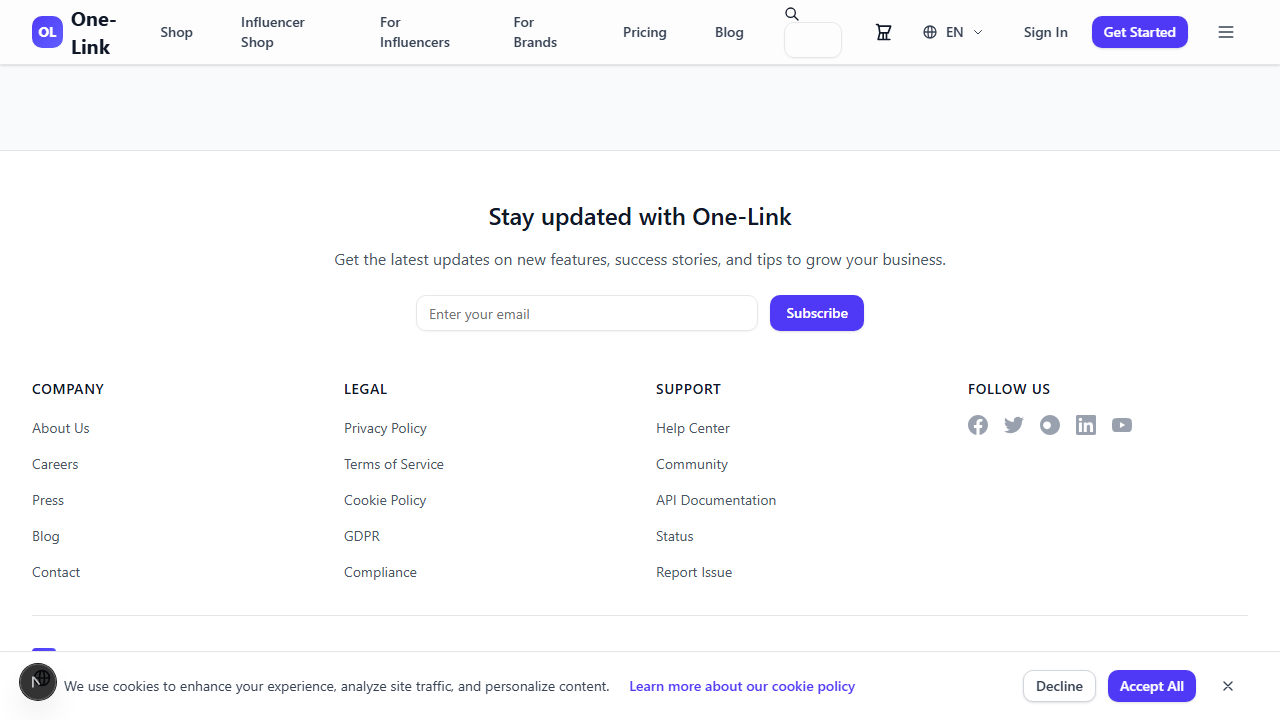 OL One-Link
Shop
Influencer Shop
For Influencers
For Brands
Pricing
Blog
EN
Sign In
Get Started
Stay updated with One-Link
Get the latest updates on new features, success stories, and tips to grow your business.
Enter your email
Subscribe
COMPANY
About Us
Careers
Press
Blog
Contact
LEGAL
Privacy Policy
Terms of Service
Cookie Policy
GDPR
Compliance
SUPPORT
Help Center
Community
API Documentation
Status
Report Issue
FOLLOW US
N
We use cookies to enhance your experience, analyze site traffic, and personalize content.
Learn more about our cookie policy
Decline
Accept All